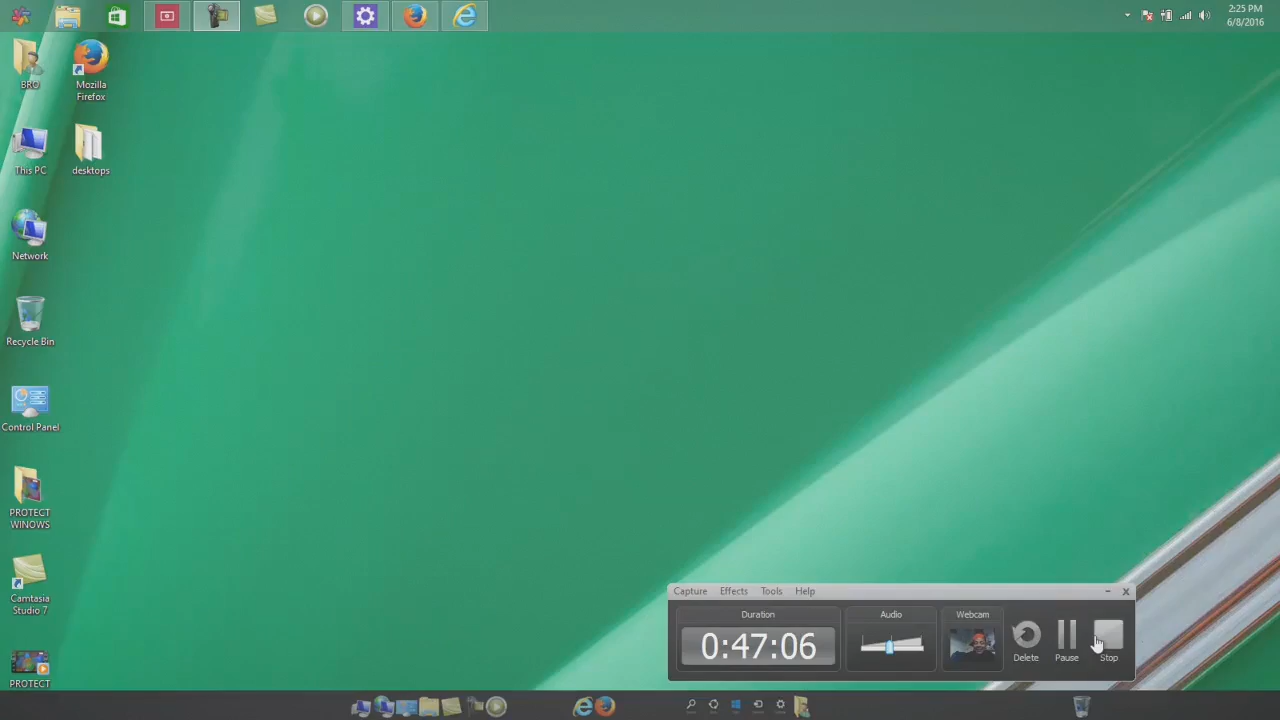 2:25 PM
6/8/2016
BRO
Mozilla
Firefox
This PC
desktops
Network
Recycle Bin
Control Panel
PROTECT
WINOWS
Camtasia
Studio 7
PROTECT
Capture Effects Tools Help
Duration
Audio
Webcam
0:47:06
Delete
Pause
Stop